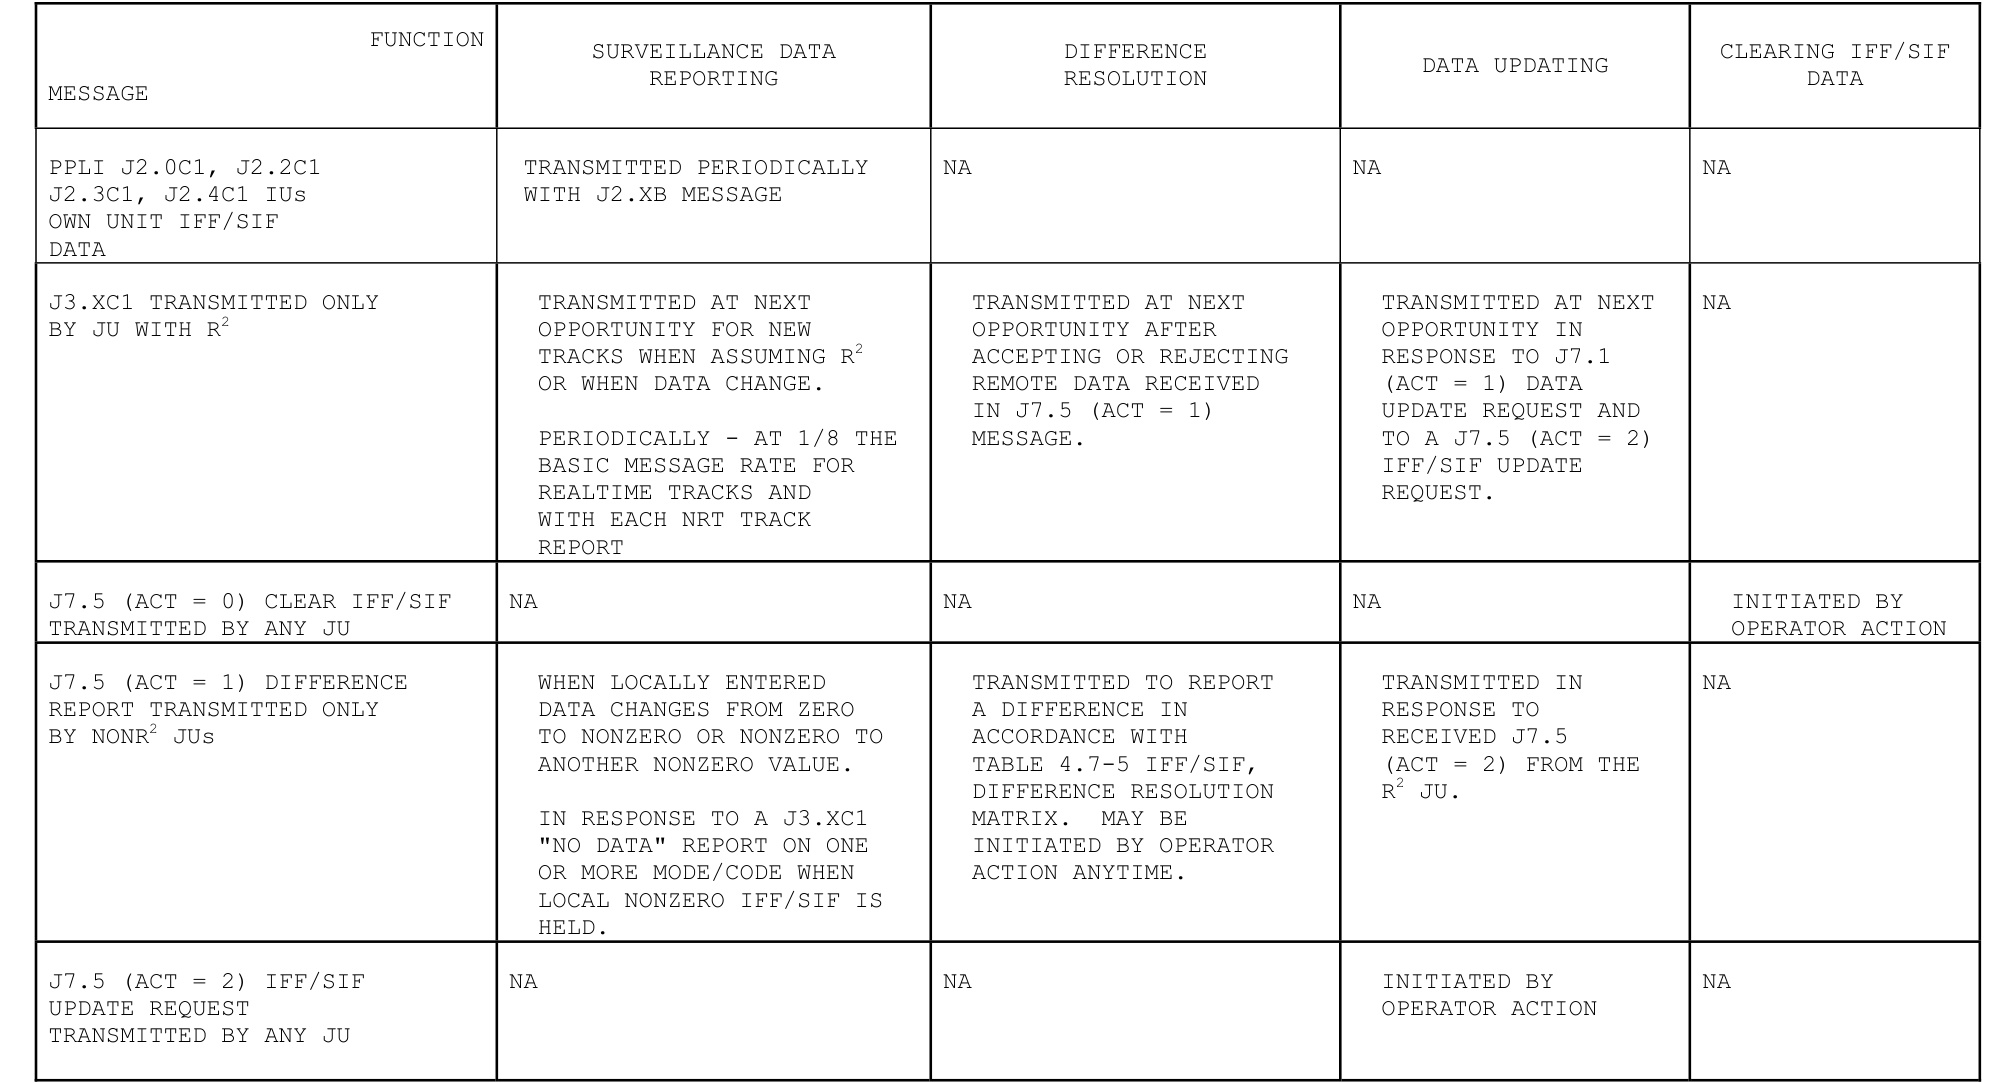 FUNCTION
MESSAGE
SURVEILLANCE DATA
REPORTING
DIFFERENCE
RESOLUTION
DATA UPDATING
CLEARING IFF/SIF
DATA
PPLI J2.0C1, J2.2C1
J2.3C1, J2.4C1 IUs
OWN UNIT IFF/SIF
DATA
TRANSMITTED PERIODICALLY
WITH J2.XB MESSAGE
NA
NA
NA
J3.XC1 TRANSMITTED ONLY
BY JU WITH R²
TRANSMITTED AT NEXT
OPPORTUNITY FOR NEW
TRACKS WHEN ASSUMING R²
OR WHEN DATA CHANGE.
PERIODICALLY - AT 1/8 THE
BASIC MESSAGE RATE FOR
REALTIME TRACKS AND
WITH EACH NRT TRACK
REPORT
TRANSMITTED AT NEXT
OPPORTUNITY AFTER
ACCEPTING OR REJECTING
REMOTE DATA RECEIVED
IN J7.5 (ACT = 1)
MESSAGE.
TRANSMITTED AT NEXT
OPPORTUNITY IN
RESPONSE TO J7.1
(ACT = 1) DATA
UPDATE REQUEST AND
TO A J7.5 (ACT = 2)
IFF/SIF UPDATE
REQUEST.
NA
J7.5 (ACT = 0) CLEAR IFF/SIF
TRANSMITTED BY ANY JU
NA
NA
NA
INITIATED BY
OPERATOR ACTION
J7.5 (ACT = 1) DIFFERENCE
REPORT TRANSMITTED ONLY
BY NONR² JUs
WHEN LOCALLY ENTERED
DATA CHANGES FROM ZERO
TO NONZERO OR NONZERO TO
ANOTHER NONZERO VALUE.
IN RESPONSE TO A J3.XC1
"NO DATA" REPORT ON ONE
OR MORE MODE/CODE WHEN
LOCAL NONZERO IFF/SIF IS
HELD.
TRANSMITTED TO REPORT
A DIFFERENCE IN
ACCORDANCE WITH
TABLE 4.7-5 IFF/SIF,
DIFFERENCE RESOLUTION
MATRIX.  MAY BE
INITIATED BY OPERATOR
ACTION ANYTIME.
TRANSMITTED IN
RESPONSE TO
RECEIVED J7.5
(ACT = 2) FROM THE
R² JU.
NA
J7.5 (ACT = 2) IFF/SIF
UPDATE REQUEST
TRANSMITTED BY ANY JU
NA
NA
INITIATED BY
OPERATOR ACTION
NA